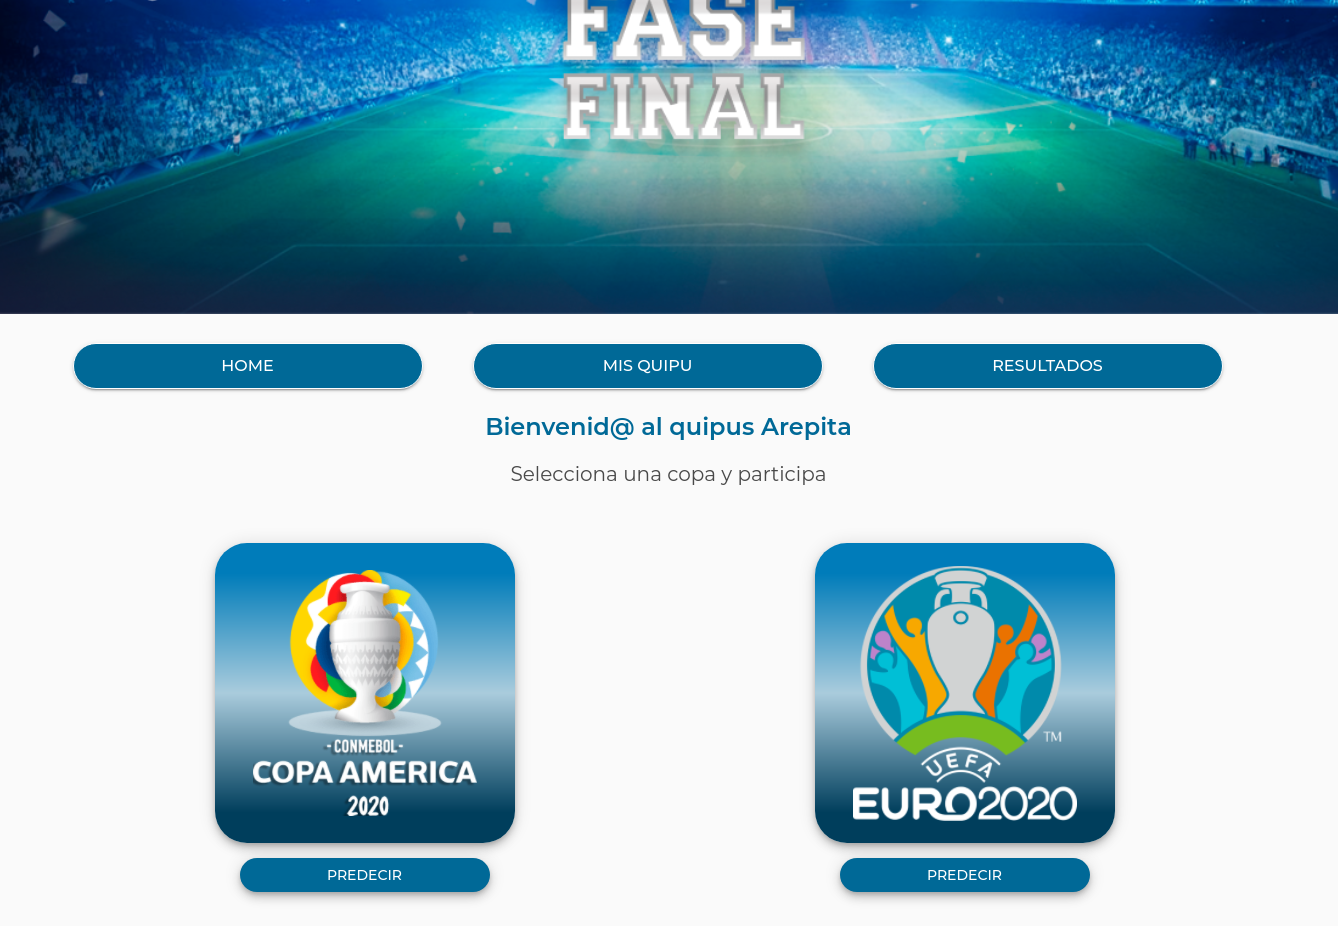 FASE
FINAL
HOME
MIS QUIPU
RESULTADOS
Bienvenid@ al quipus Arepita
Selecciona una copa y participa
- CONMEBOL -
COPA AMERICA
2020
TM
UEFA
EURO2020
PREDECIR
PREDECIR